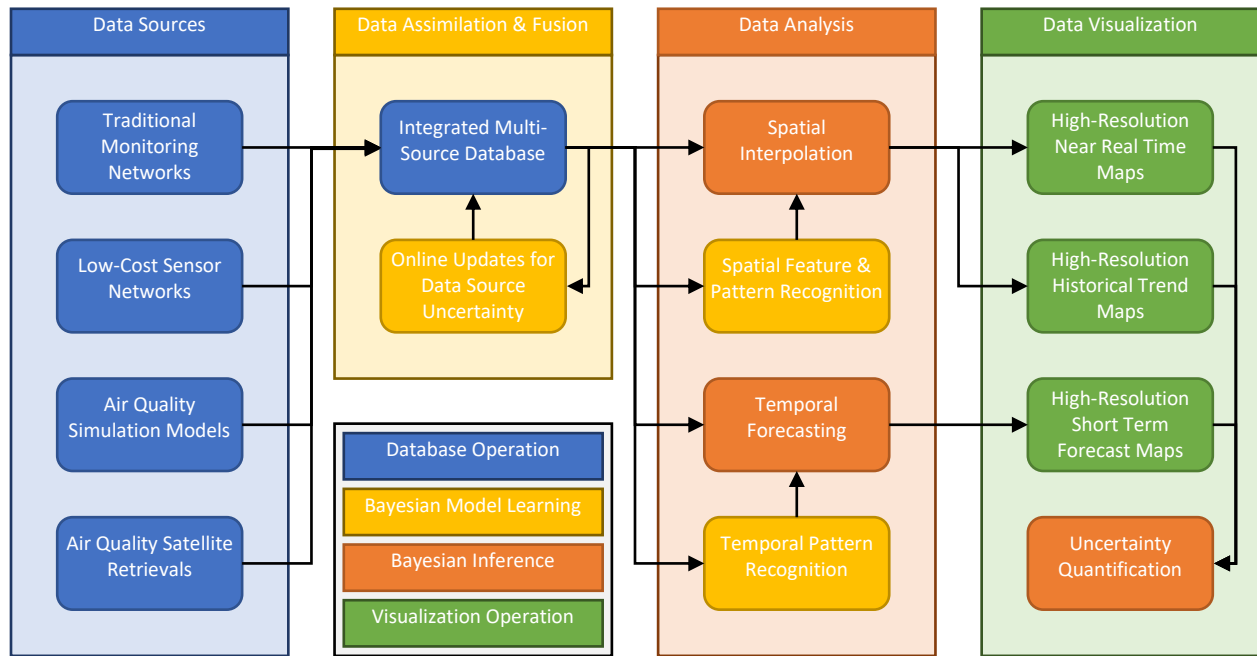 Data Sources
Traditional
Monitoring
Networks
Low-Cost Sensor
Networks
Air Quality
Simulation Models
Air Quality Satellite
Retrievals
Data Assimilation & Fusion
Integrated Multi-
Source Database
Online Updates for
Data Source
Uncertainty
Database Operation
Bayesian Model Learning
Bayesian Inference
Visualization Operation
Data Analysis
Spatial
Interpolation
Spatial Feature &
Pattern Recognition
Temporal
Forecasting
Temporal Pattern
Recognition
Data Visualization
High-Resolution
Near Real Time
Maps
High-Resolution
Historical Trend
Maps
High-Resolution
Short Term
Forecast Maps
Uncertainty
Quantification